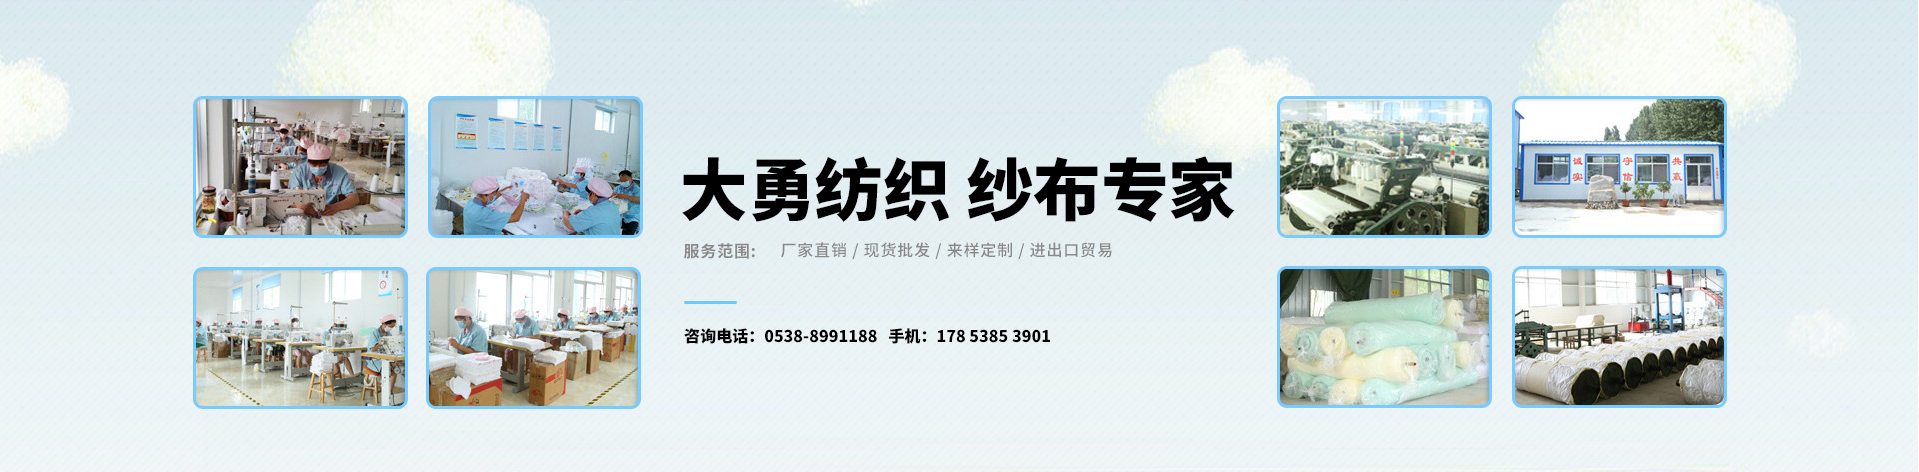 大勇纺织 纱布专家
服务范围: 厂家直销 / 现货批发 / 来样定制 / 进出口贸易
咨询电话：0538-8991188 手机：178 5385 3901
诚 守 共
实 信 赢